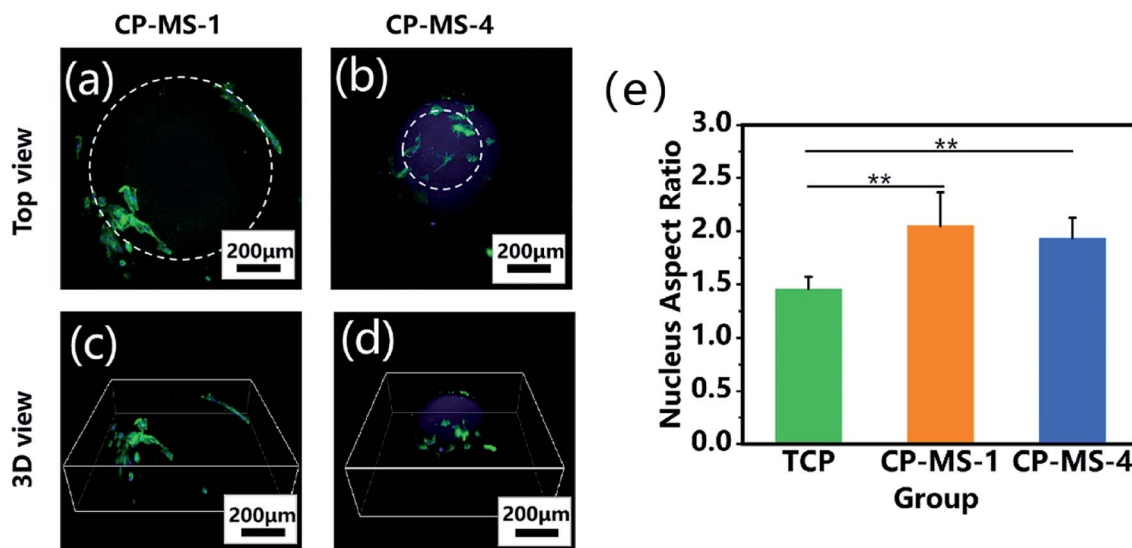 CP-MS-1
CP-MS-4
Top view
(a)
200μm
(b)
200μm
3D view
(c)
200μm
(d)
200μm
(e)
Nucleus Aspect Ratio
3.0
2.5
2.0
1.5
1.0
0.5
0.0
**
**
TCP CP-MS-1 CP-MS-4
Group